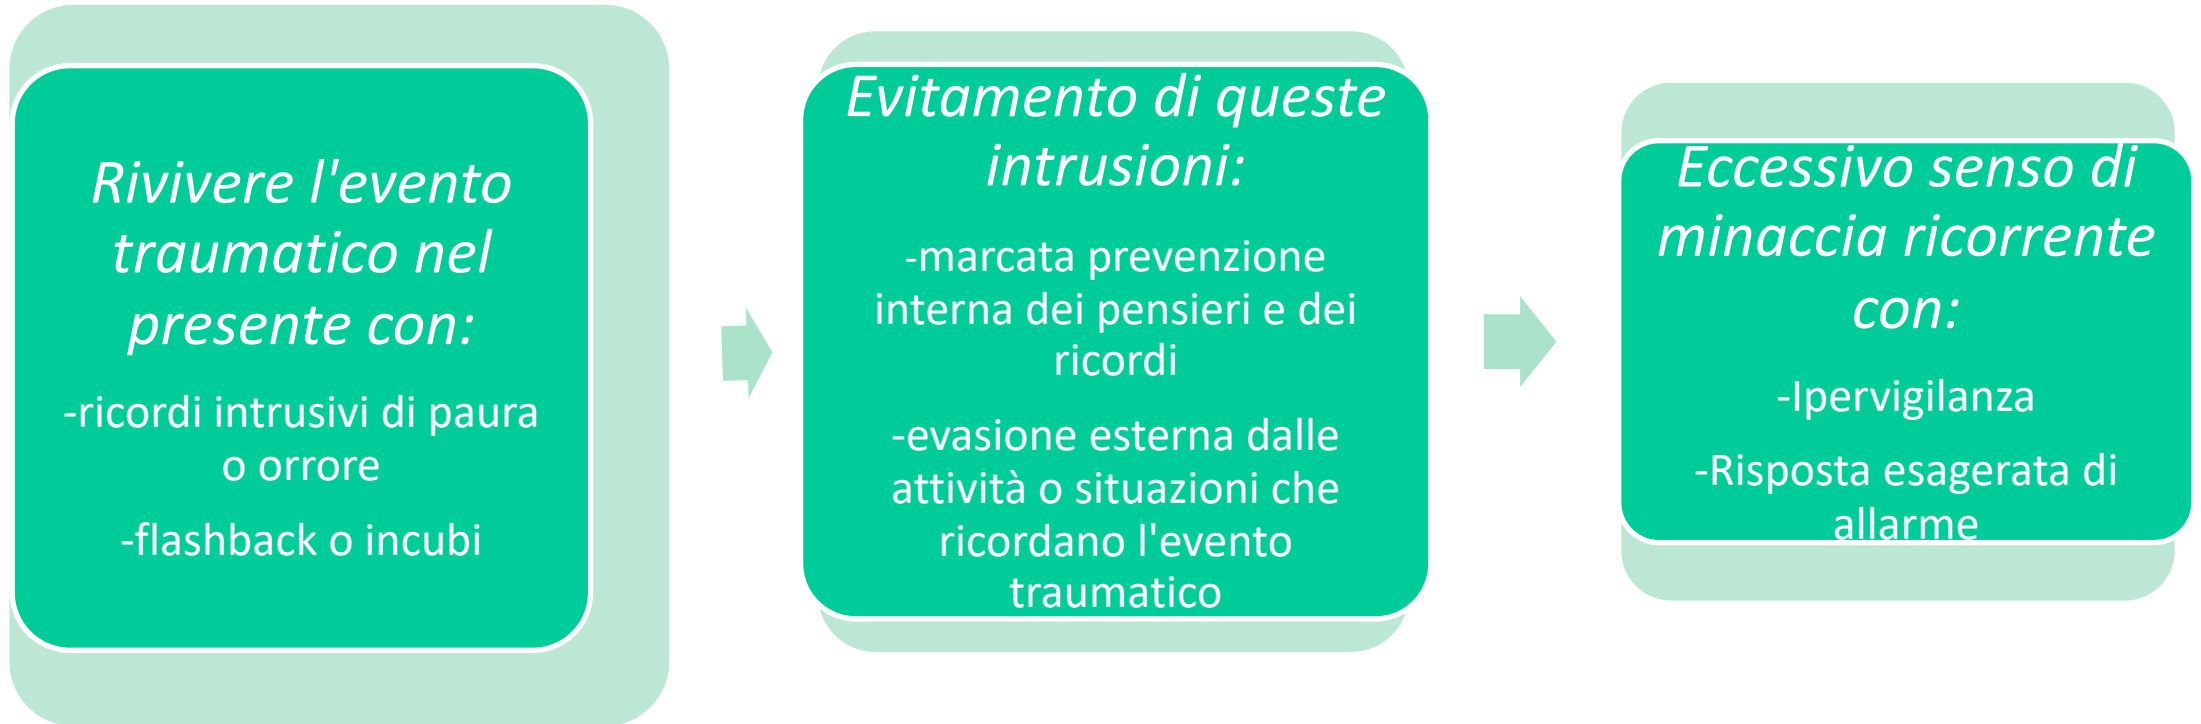 Rivivere l'evento
traumatico nel
presente con:
-ricordi intrusivi di paura
o orrore
-flashback o incubi
Evitamento di queste
intrusioni:
-marcata prevenzione
interna dei pensieri e dei
ricordi
-evasione esterna dalle
attività o situazioni che
ricordano l'evento
traumatico
Eccessivo senso di
minaccia ricorrente
con:
-Ipervigilanza
-Risposta esagerata di
allarme